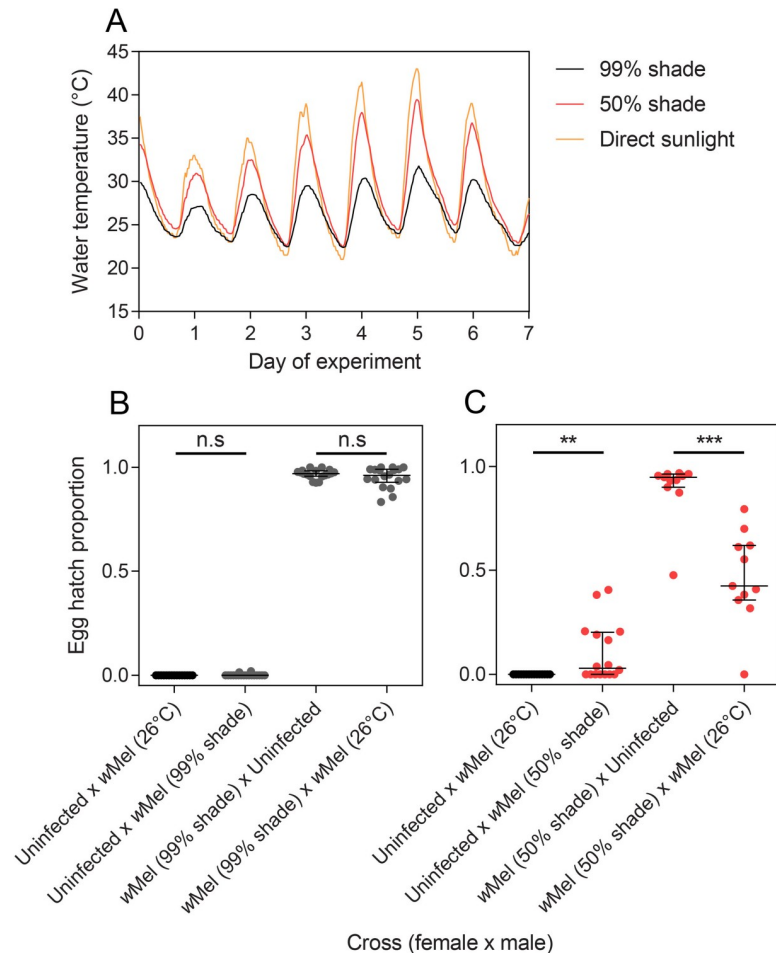 A
Water temperature (°C)
45
40
35
30
25
20
15
0 1 2 3 4 5 6 7
Day of experiment
99% shade
50% shade
Direct sunlight
B
n.s n.s
Egg hatch proportion
1.0
0.5
0.0
Uninfected x wMel (26°C)
Uninfected x wMel (99% shade)
wMel (99% shade) x Uninfected
wMel (99% shade) x wMel (26°C)
C
** ***
1.0
0.5
0.0
Uninfected x wMel (26°C)
Uninfected x wMel (50% shade)
wMel (50% shade) x Uninfected
wMel (50% shade) x wMel (26°C)
Cross (female x male)